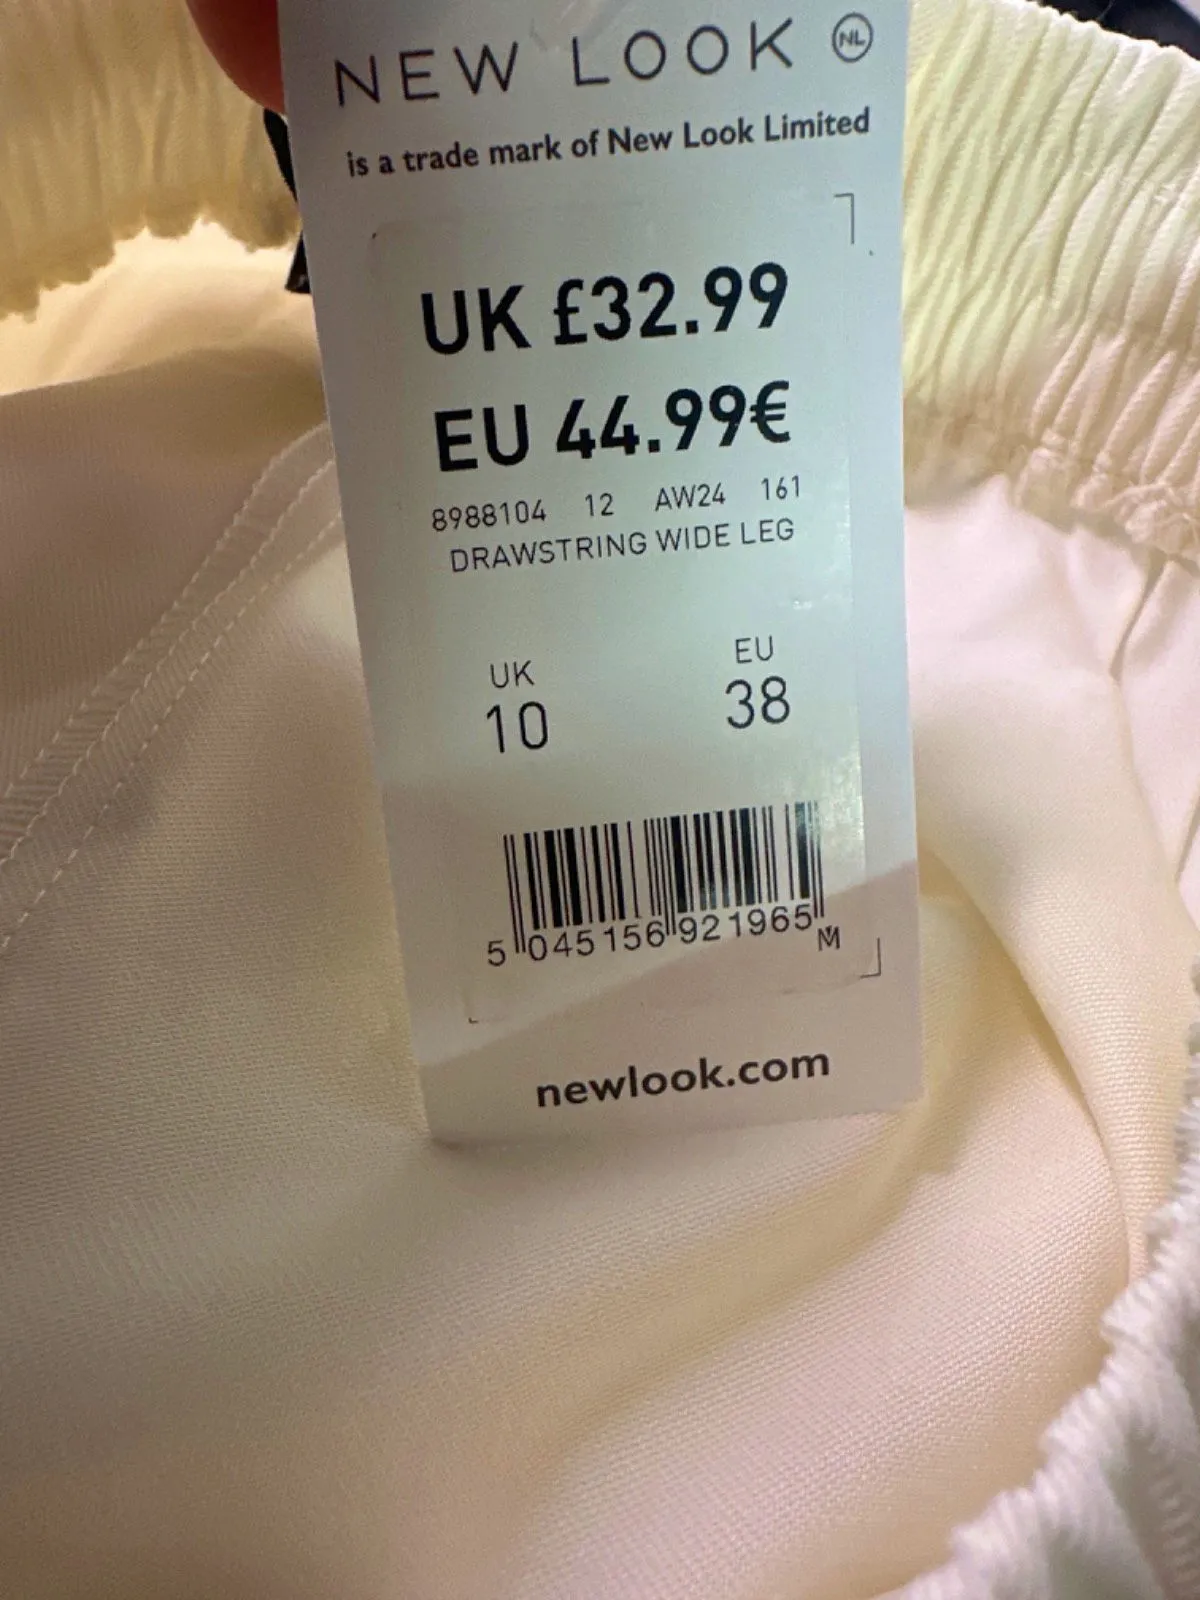 NEW LOOK NL
is a trade mark of New Look Limited
UK £32.99
EU 44.99€
8988104 12 AW24 161
DRAWSTRING WIDE LEG
UK EU
10 38
5 045156 921965 M
newlook.com